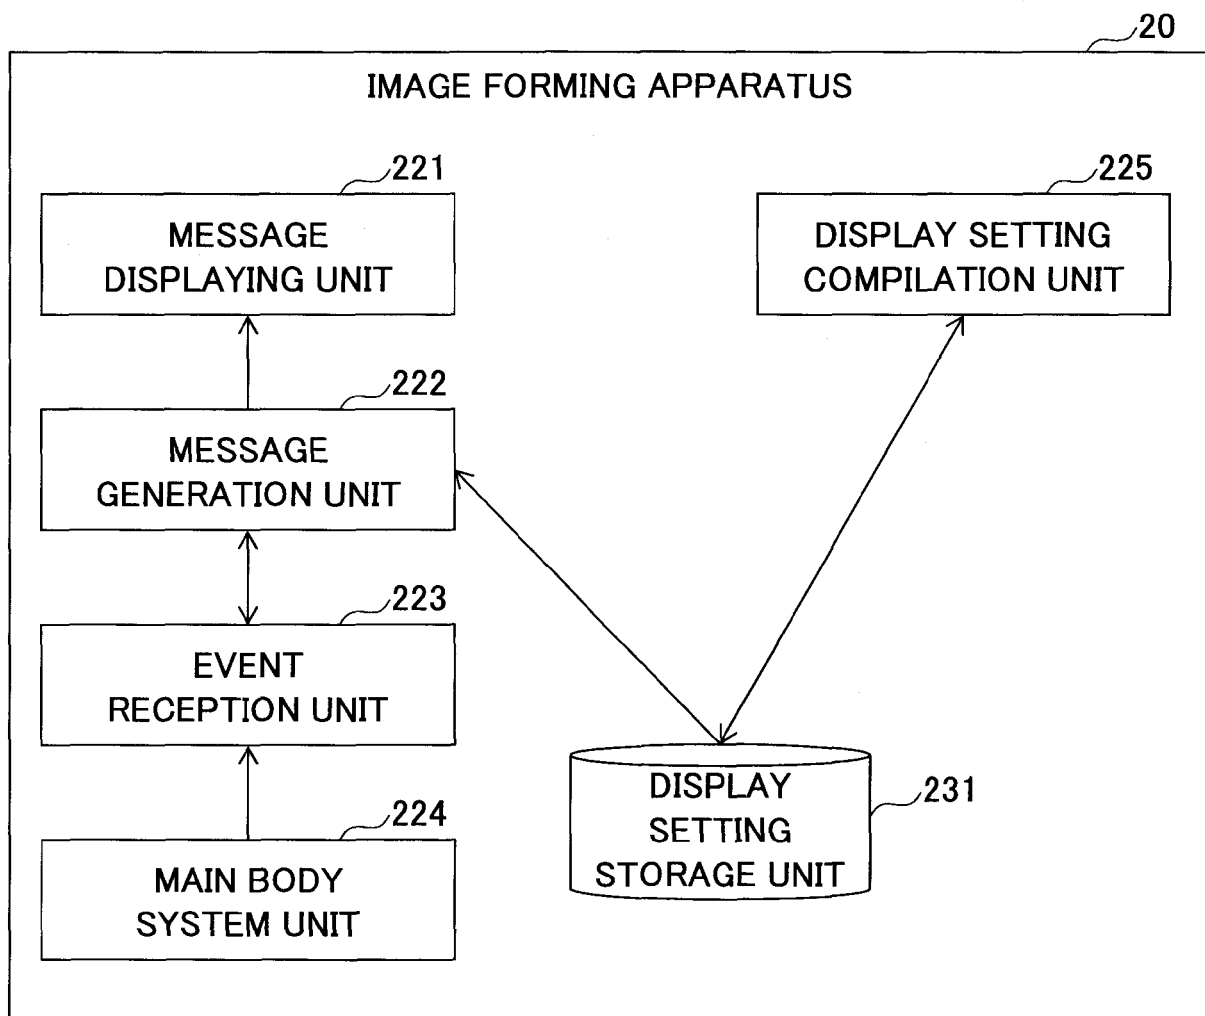 20
IMAGE FORMING APPARATUS
221
MESSAGE
DISPLAYING UNIT
225
DISPLAY SETTING
COMPILATION UNIT
222
MESSAGE
GENERATION UNIT
223
EVENT
RECEPTION UNIT
224
MAIN BODY
SYSTEM UNIT
231
DISPLAY
SETTING
STORAGE UNIT